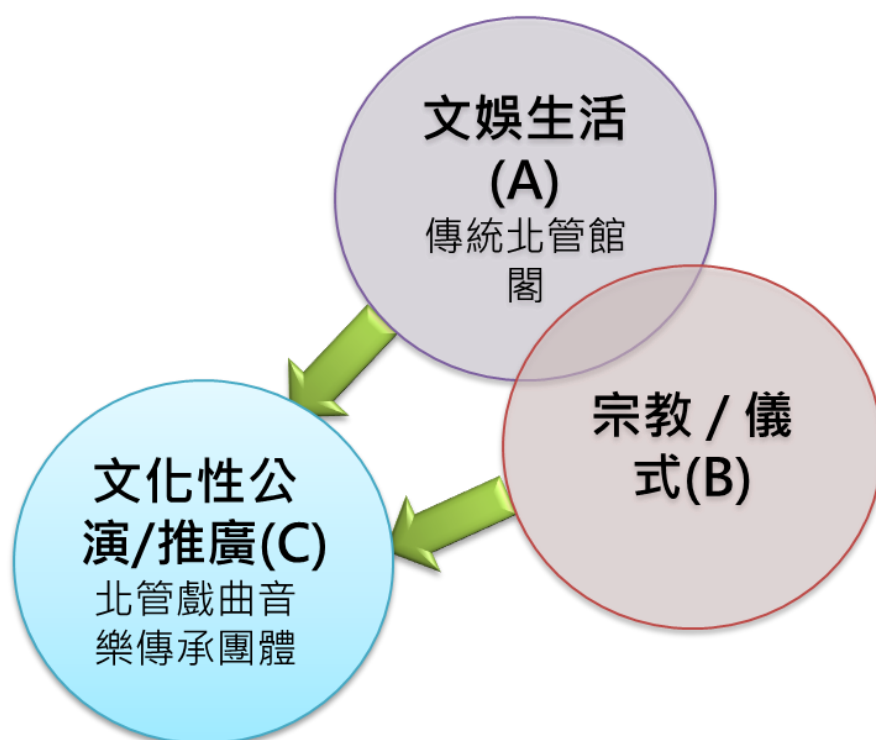 文娛生活
(A)
傳統北管館
閣
宗教 / 儀
式(B)
文化性公
演/推廣(C)
北管戲曲音
樂傳承團體